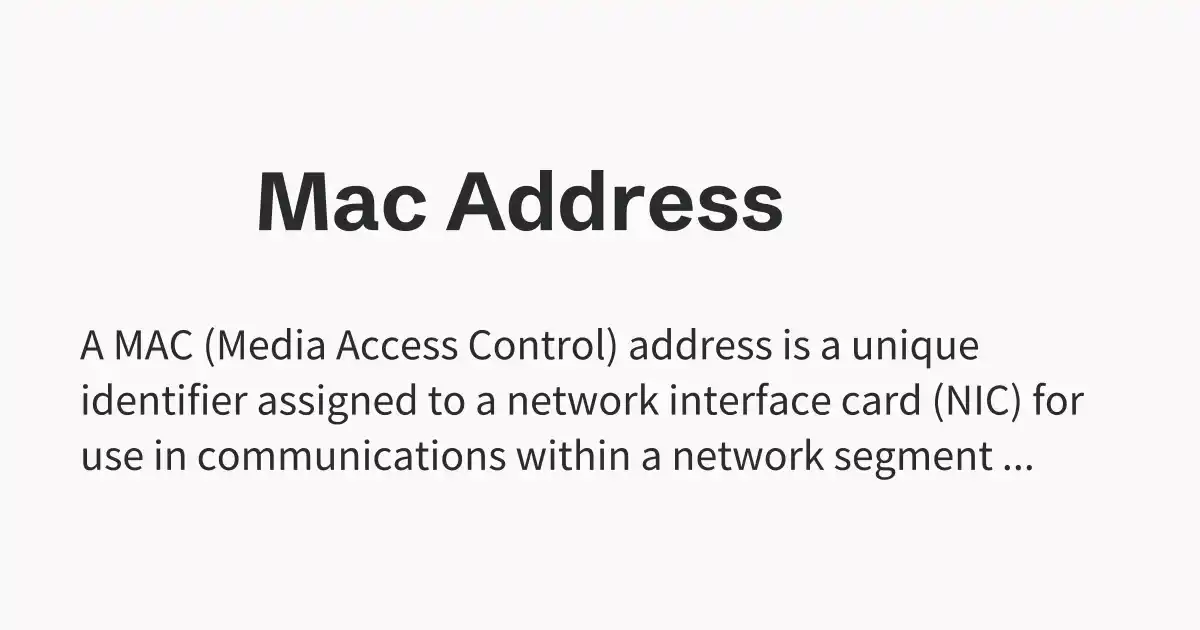 Mac Address
A MAC (Media Access Control) address is a unique
identifier assigned to a network interface card (NIC) for
use in communications within a network segment ...